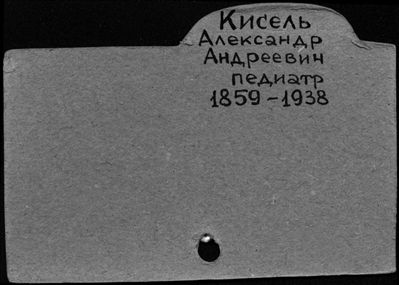 Кисель
Александр
Андреевич
педиатр
1859-1938